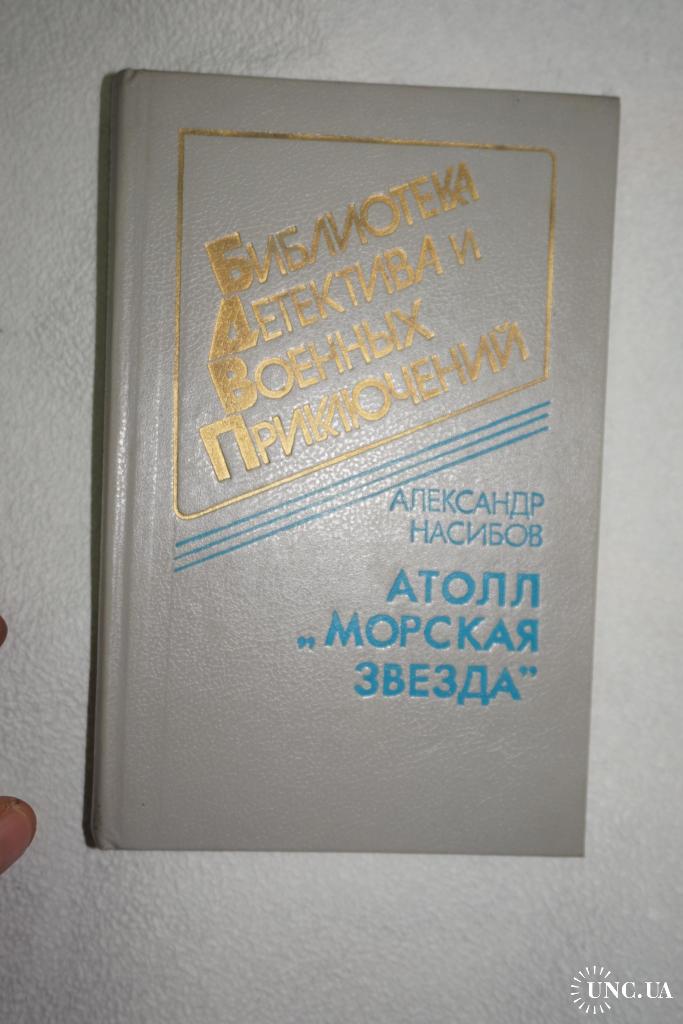 БИБЛИОТЕКА
ДЕТЕКТИВА И
ВОЕННЫХ
ПРИКЛЮЧЕНИЙ
АЛЕКСАНДР
НАСИБОВ
АТОЛЛ
„МОРСКАЯ
ЗВЕЗДА”
UNC.UA